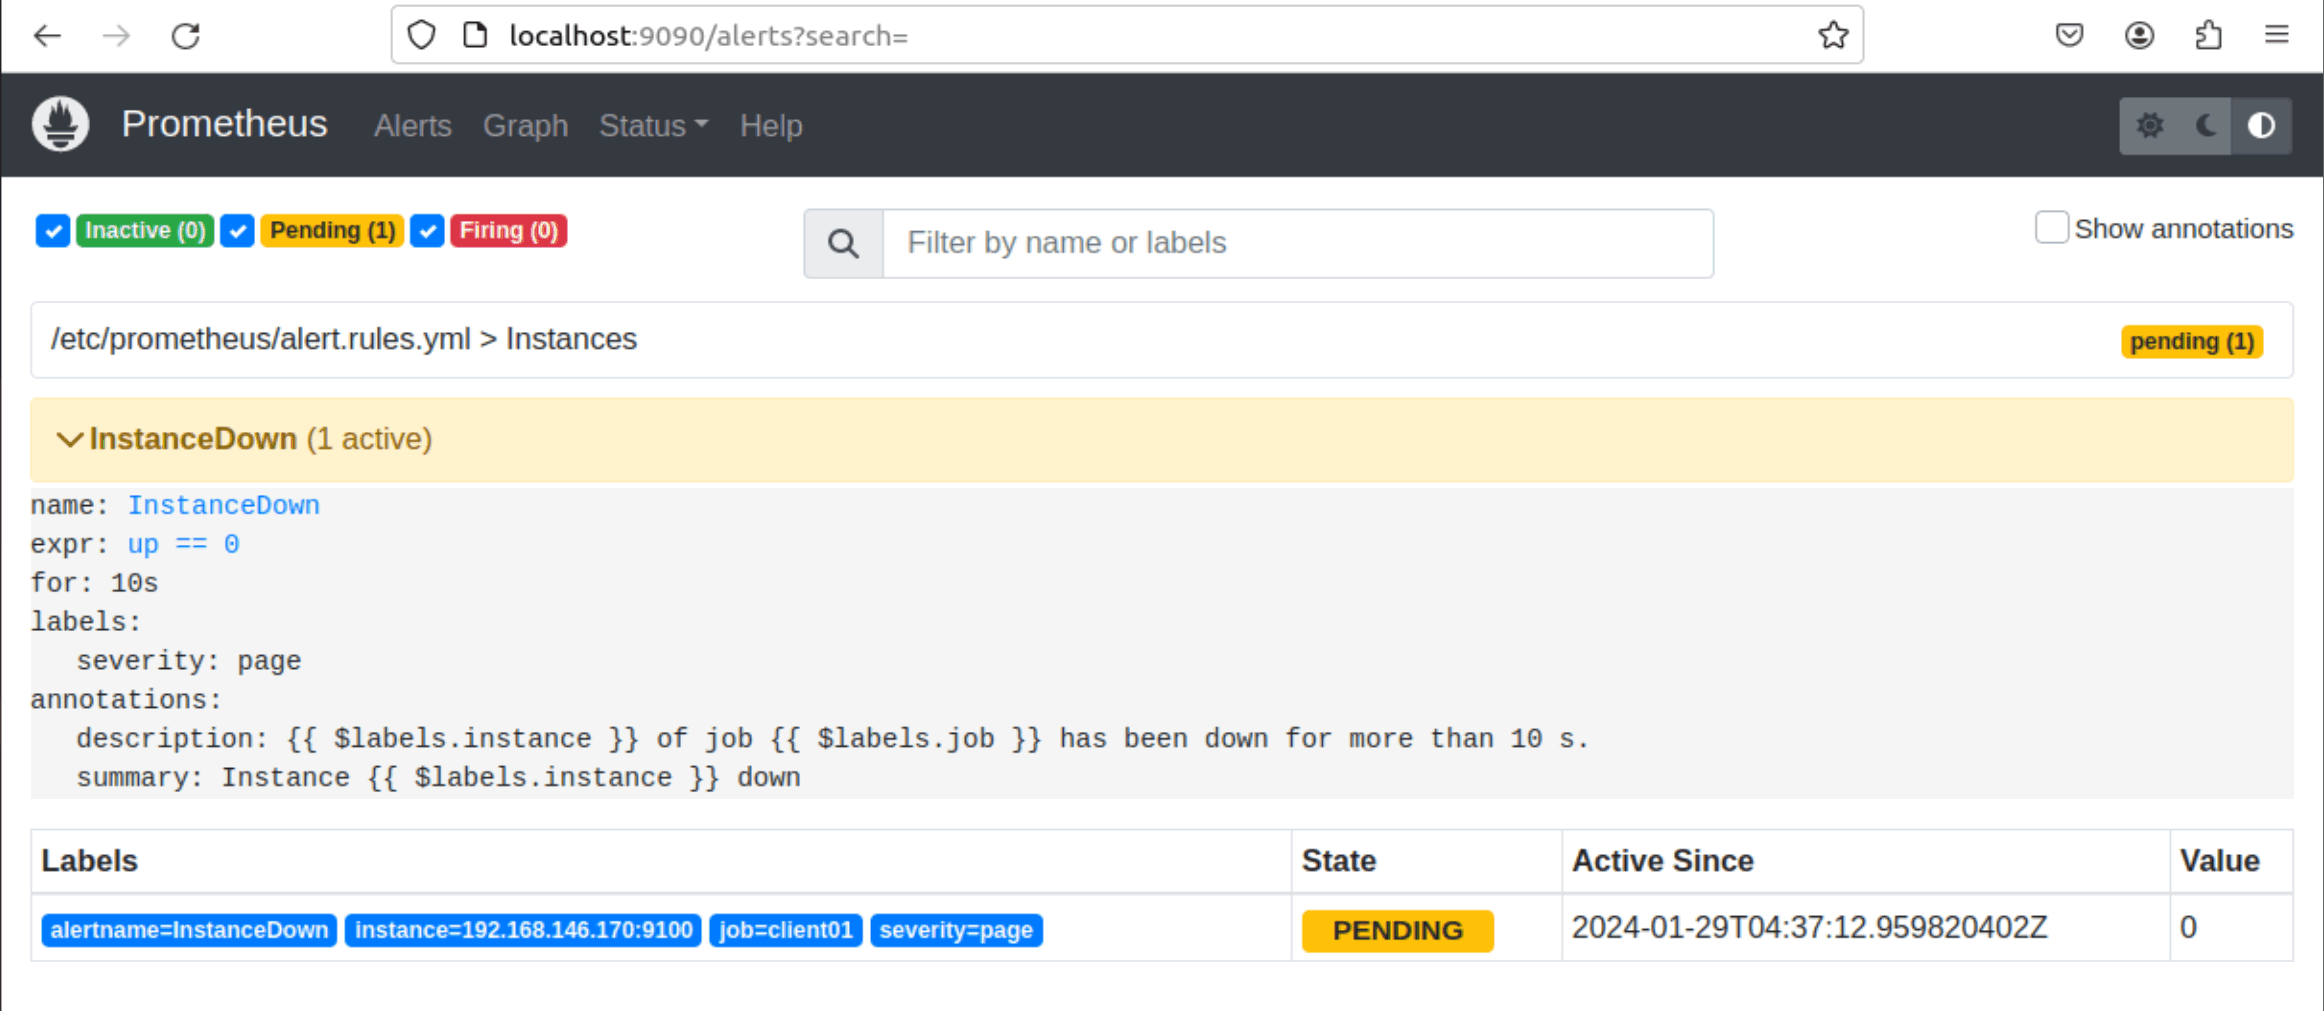 localhost:9090/alerts?search=
Prometheus Alerts Graph Status Help
Inactive (0) Pending (1) Firing (0) Filter by name or labels Show annotations
/etc/prometheus/alert.rules.yml > Instances pending (1)
InstanceDown (1 active)
name: InstanceDown
expr: up == 0
for: 10s
labels:
severity: page
annotations:
description: {{ $labels.instance }} of job {{ $labels.job }} has been down for more than 10 s.
summary: Instance {{ $labels.instance }} down
Labels State Active Since Value
alertname=InstanceDown instance=192.168.146.170:9100 job=client01 severity=page PENDING 2024-01-29T04:37:12.959820402Z 0